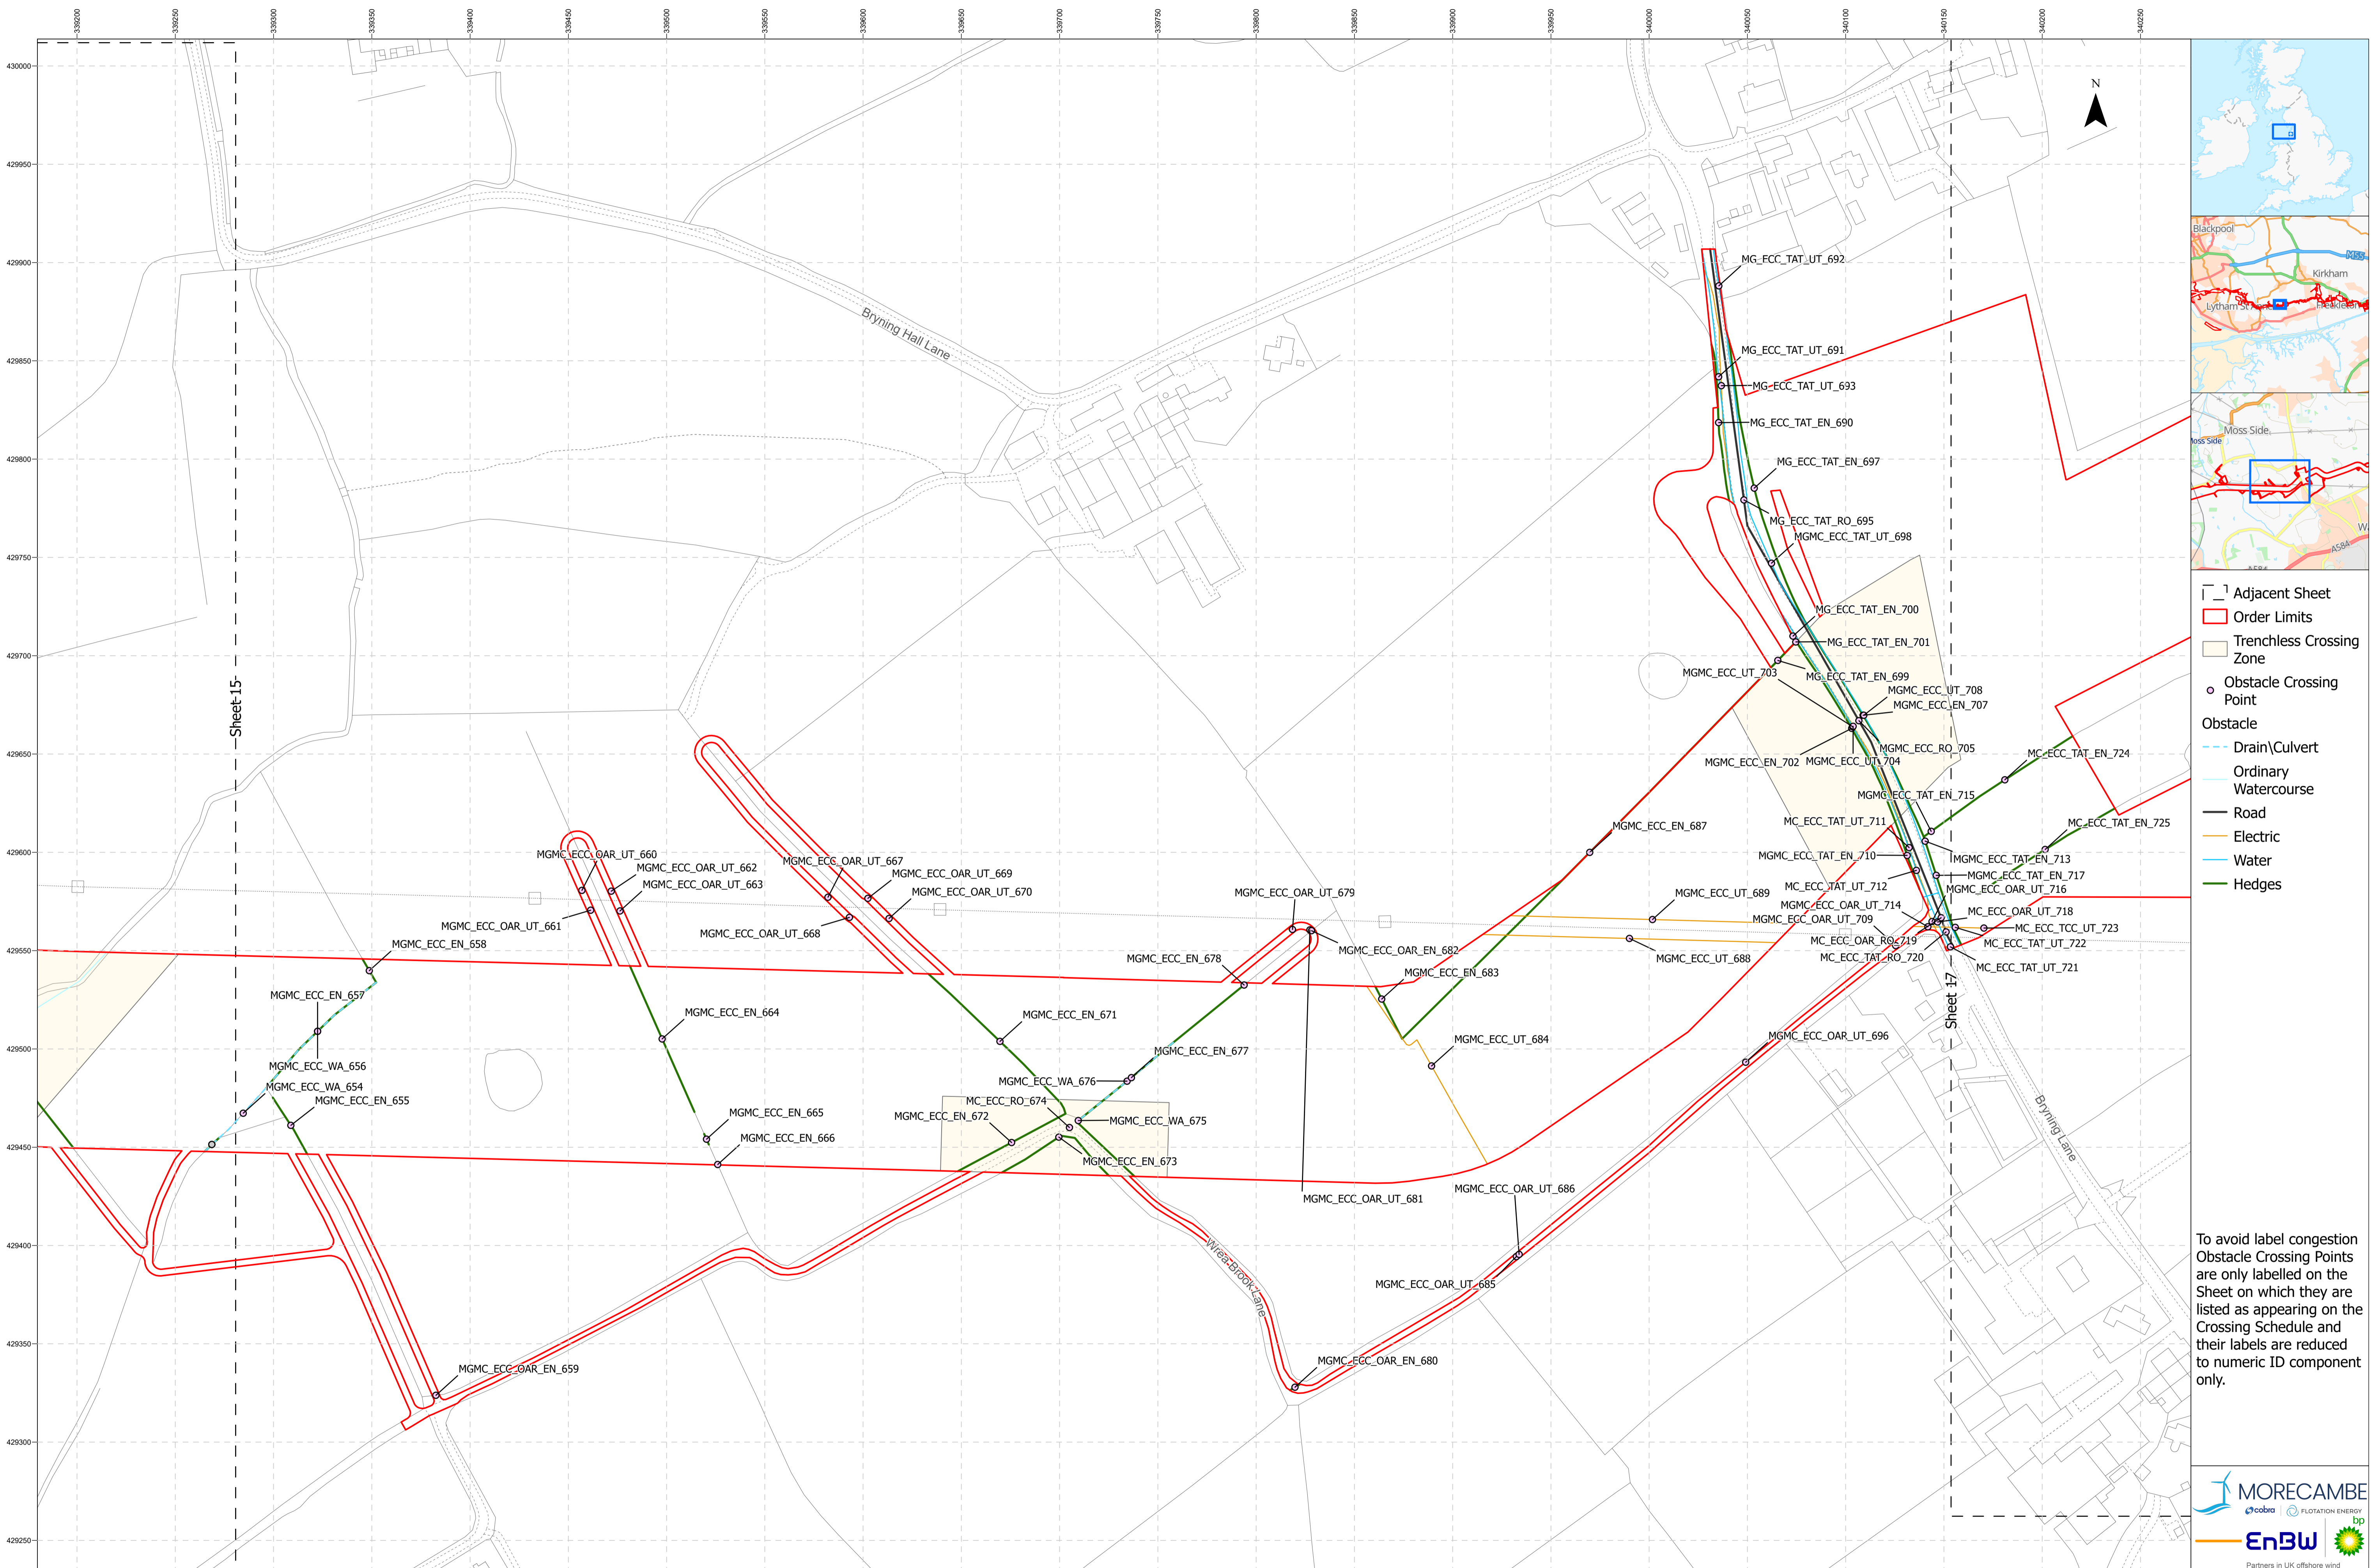 339200
339250
339300
339350
339400
339450
339500
339550
339600
339650
339700
339750
339800
339850
339900
339950
340000
340050
340100
340150
340200
340250
430000
429950
429900
429850
429800
429750
429700
429650
429600
429550
429500
429450
429400
429350
429300
429250
N
Sheet 15
Sheet 17
Bryning Hall Lane
Bryning Lane
Wrea Brook Lane
MG_ECC_TAT_UT_692
MG_ECC_TAT_UT_691
MG_ECC_TAT_UT_693
MG_ECC_TAT_EN_690
MG_ECC_TAT_EN_697
MG_ECC_TAT_RO_695
MGMC_ECC_TAT_UT_698
MG_ECC_TAT_EN_700
MG_ECC_TAT_EN_701
MGMC_ECC_UT_703
MG_ECC_TAT_EN_699
MGMC_ECC_UT_708
MGMC_ECC_EN_707
MGMC_ECC_RO_705
MGMC_ECC_EN_702
MGMC_ECC_UT_704
MC_ECC_TAT_EN_724
MGMC_ECC_TAT_EN_715
MC_ECC_TAT_UT_711
MC_ECC_TAT_EN_725
MGMC_ECC_EN_687
MGMC_ECC_TAT_EN_710
MGMC_ECC_TAT_EN_713
MGMC_ECC_TAT_EN_717
MC_ECC_TAT_UT_712
MGMC_ECC_OAR_UT_716
MGMC_ECC_UT_689
MGMC_ECC_OAR_UT_714
MC_ECC_OAR_UT_718
MGMC_ECC_OAR_UT_709
MC_ECC_TCC_UT_723
MC_ECC_OAR_RO_719
MC_ECC_TAT_UT_722
MGMC_ECC_UT_688
MC_ECC_TAT_RO_720
MC_ECC_TAT_UT_721
MGMC_ECC_OAR_UT_660
MGMC_ECC_OAR_UT_662
MGMC_ECC_OAR_UT_663
MGMC_ECC_OAR_UT_661
MGMC_ECC_OAR_UT_667
MGMC_ECC_OAR_UT_669
MGMC_ECC_OAR_UT_670
MGMC_ECC_OAR_UT_668
MGMC_ECC_OAR_UT_679
MGMC_ECC_OAR_EN_682
MGMC_ECC_EN_678
MGMC_ECC_EN_683
MGMC_ECC_EN_658
MGMC_ECC_EN_657
MGMC_ECC_WA_656
MGMC_ECC_WA_654
MGMC_ECC_EN_655
MGMC_ECC_EN_664
MGMC_ECC_EN_671
MGMC_ECC_UT_684
MGMC_ECC_OAR_UT_696
MGMC_ECC_EN_677
MGMC_ECC_WA_676
MC_ECC_RO_674
MGMC_ECC_EN_672
MGMC_ECC_WA_675
MGMC_ECC_EN_665
MGMC_ECC_EN_666
MGMC_ECC_EN_673
MGMC_ECC_OAR_UT_681
MGMC_ECC_OAR_UT_686
MGMC_ECC_OAR_UT_685
MGMC_ECC_OAR_EN_680
MGMC_ECC_OAR_EN_659
Blackpool
M55
Kirkham
Freckleton
Moss Side
Moss Side
A584
Adjacent Sheet
Order Limits
Trenchless Crossing
Zone
Obstacle Crossing
Point
Obstacle
Drain\Culvert
Ordinary
Watercourse
Road
Electric
Water
Hedges
To avoid label congestion
Obstacle Crossing Points
are only labelled on the
Sheet on which they are
listed as appearing on the
Crossing Schedule and
their labels are reduced
to numeric ID component
only.
MORECAMBE
cobra FLOTATION ENERGY
EnBW bp
Partners in UK offshore wind